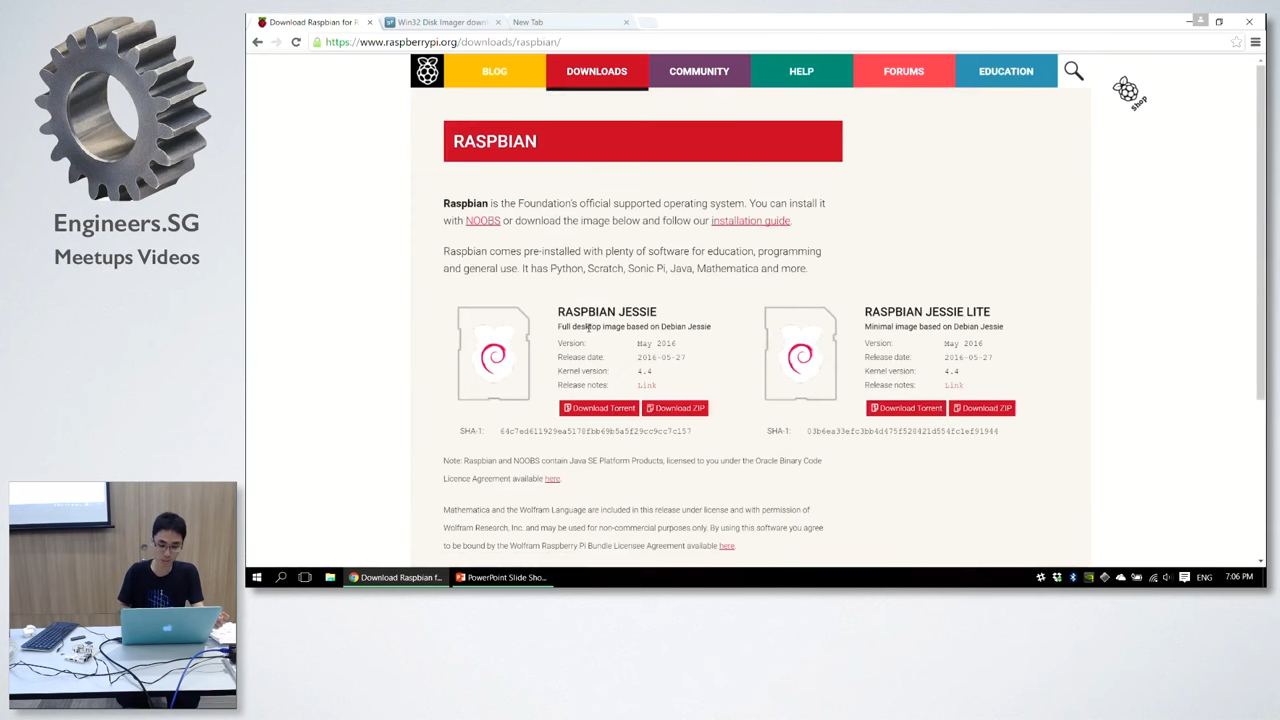 Engineers.SG
Meetups Videos
Download Raspbian for R
Win32 Disk Imager downl
New Tab
https://www.raspberrypi.org/downloads/raspbian/
BLOG
DOWNLOADS
COMMUNITY
HELP
FORUMS
EDUCATION
shop
RASPBIAN
Raspbian is the Foundation's official supported operating system. You can install it
with NOOBS or download the image below and follow our installation guide.
Raspbian comes pre-installed with plenty of software for education, programming
and general use. It has Python, Scratch, Sonic Pi, Java, Mathematica and more.
RASPBIAN JESSIE
Full desktop image based on Debian Jessie
Version: May 2016
Release date: 2016-05-27
Kernel version: 4.4
Release notes: Link
Download Torrent Download ZIP
SHA-1:
RASPBIAN JESSIE LITE
Minimal image based on Debian Jessie
Version: May 2016
Release date: 2016-05-27
Kernel version: 4.4
Release notes: Link
Download Torrent Download ZIP
SHA-1:
Note: Raspbian and NOOBS contain Java SE Platform Products, licensed to you under the Oracle Binary Code
Licence Agreement available here.
Mathematica and the Wolfram Language are included in this release under license and with permission of
Wolfram Research, Inc. and may be used for non-commercial purposes only. By using this software you agree
to be bound by the Wolfram Raspberry Pi Bundle Licensee Agreement available here.
Download Raspbian f...
PowerPoint Slide Sho...
ENG
7:06 PM